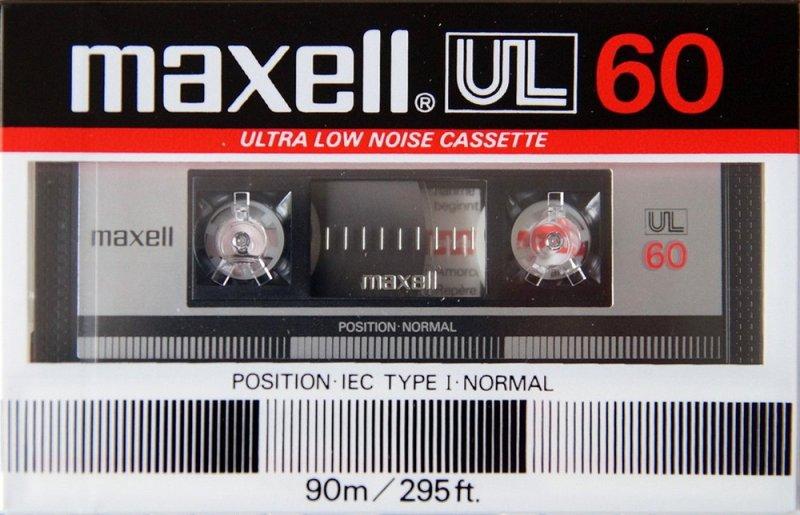 maxell® UL 60
ULTRA LOW NOISE CASSETTE
maxell
UL
60
beginnt
maxell
POSITION·NORMAL
POSITION·IEC TYPE I·NORMAL
90m/295ft.